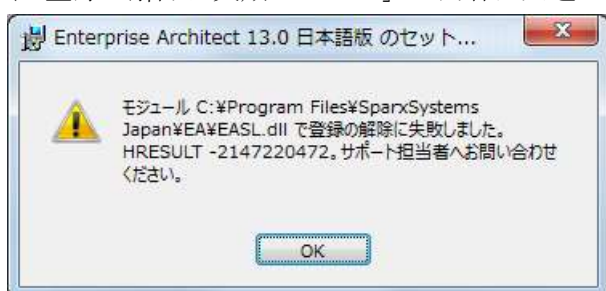 Enterprise Architect 13.0 日本語版 のセット...
モジュール C:¥Program Files¥SparxSystems
Japan¥EA¥EASL.dll で登録の解除に失敗しました。
HRESULT -2147220472。サポート担当者へお問い合わせ
ください。
OK